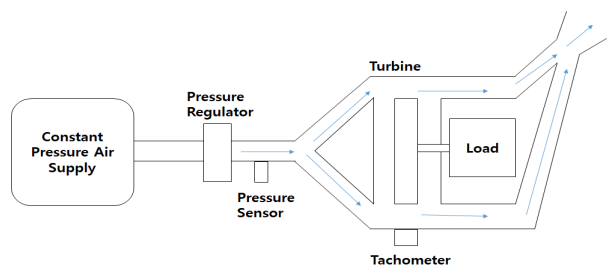 Turbine
Pressure
Regulator
Constant
Pressure Air
Supply
Load
Pressure
Sensor
Tachometer